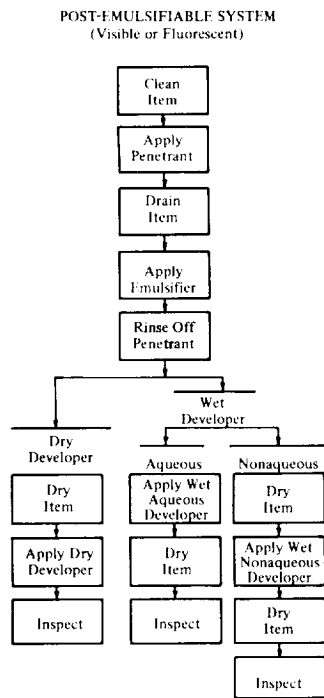 POST-EMULSIFIABLE SYSTEM
(Visible or Fluorescent)
Clean
Item
Apply
Penetrant
Drain
Item
Apply
Emulsifier
Rinse Off
Penetrant
Wet
Developer
Dry
Developer
Aqueous
Nonaqueous
Dry
Item
Apply Dry
Developer
Inspect
Apply Wet
Aqueous
Developer
Dry
Item
Inspect
Dry
Item
Apply Wet
Nonaqueous
Developer
Dry
Item
Inspect